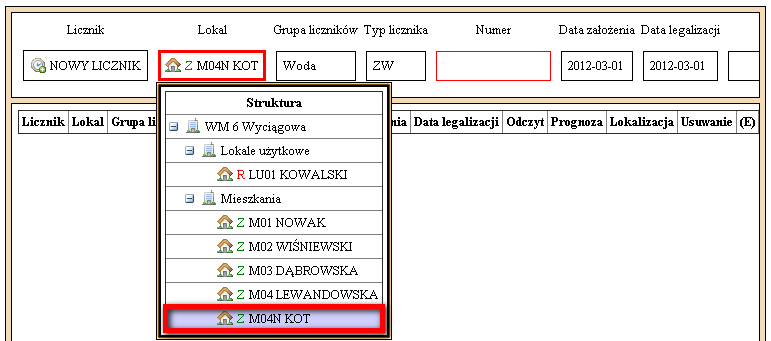 Licznik Lokal Grupa liczników Typ licznika Numer Data założenia Data legalizacji
NOWY LICZNIK Z M04N KOT Woda ZW 2012-03-01 2012-03-01
Struktura
Licznik Lokal Grupa li nia Data legalizacji Odczyt Prognoza Lokalizacja Usuwanie (E)
WM 6 Wyciągowa
Lokale użytkowe
R LU01 KOWALSKI
Mieszkania
Z M01 NOWAK
Z M02 WIŚNIEWSKI
Z M03 DĄBROWSKA
Z M04 LEWANDOWSKA
Z M04N KOT